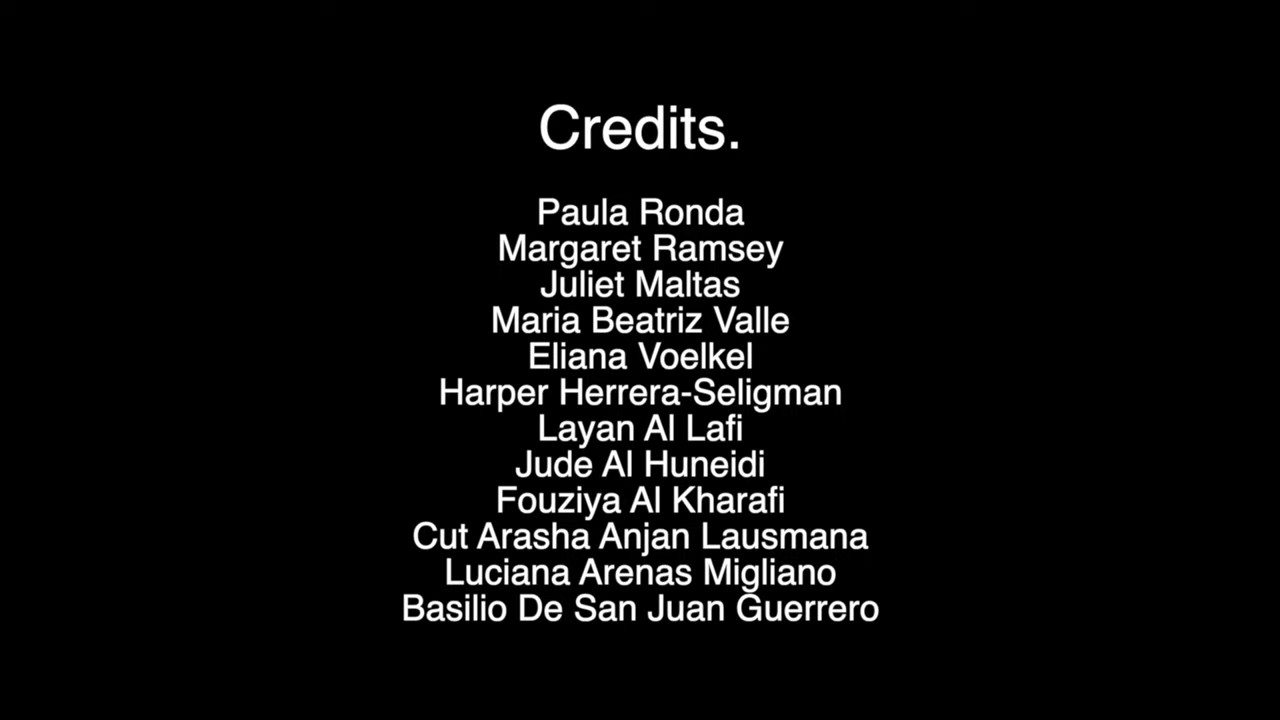 Credits.
Paula Ronda
Margaret Ramsey
Juliet Maltas
Maria Beatriz Valle
Eliana Voelkel
Harper Herrera-Seligman
Layan Al Lafi
Jude Al Huneidi
Fouziya Al Kharafi
Cut Arasha Anjan Lausmana
Luciana Arenas Migliano
Basilio De San Juan Guerrero